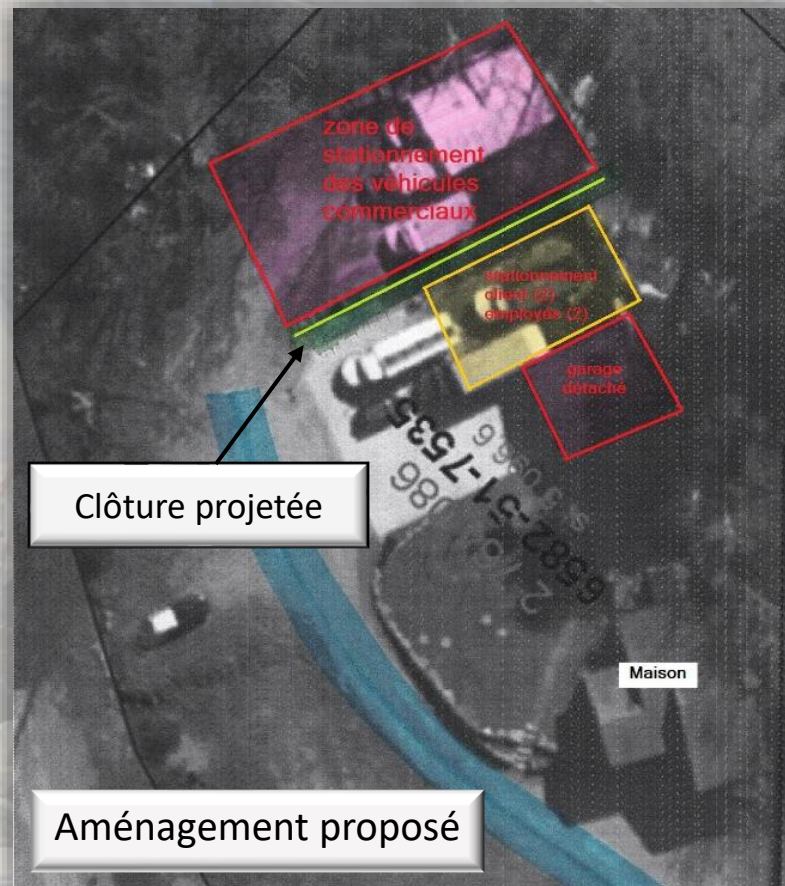 zone de
stationnement
des véhicules
commerciaux
stationnement
client (2)
employés (2)
garage
détaché
6582-51-7535
Clôture projetée
Maison
Aménagement proposé